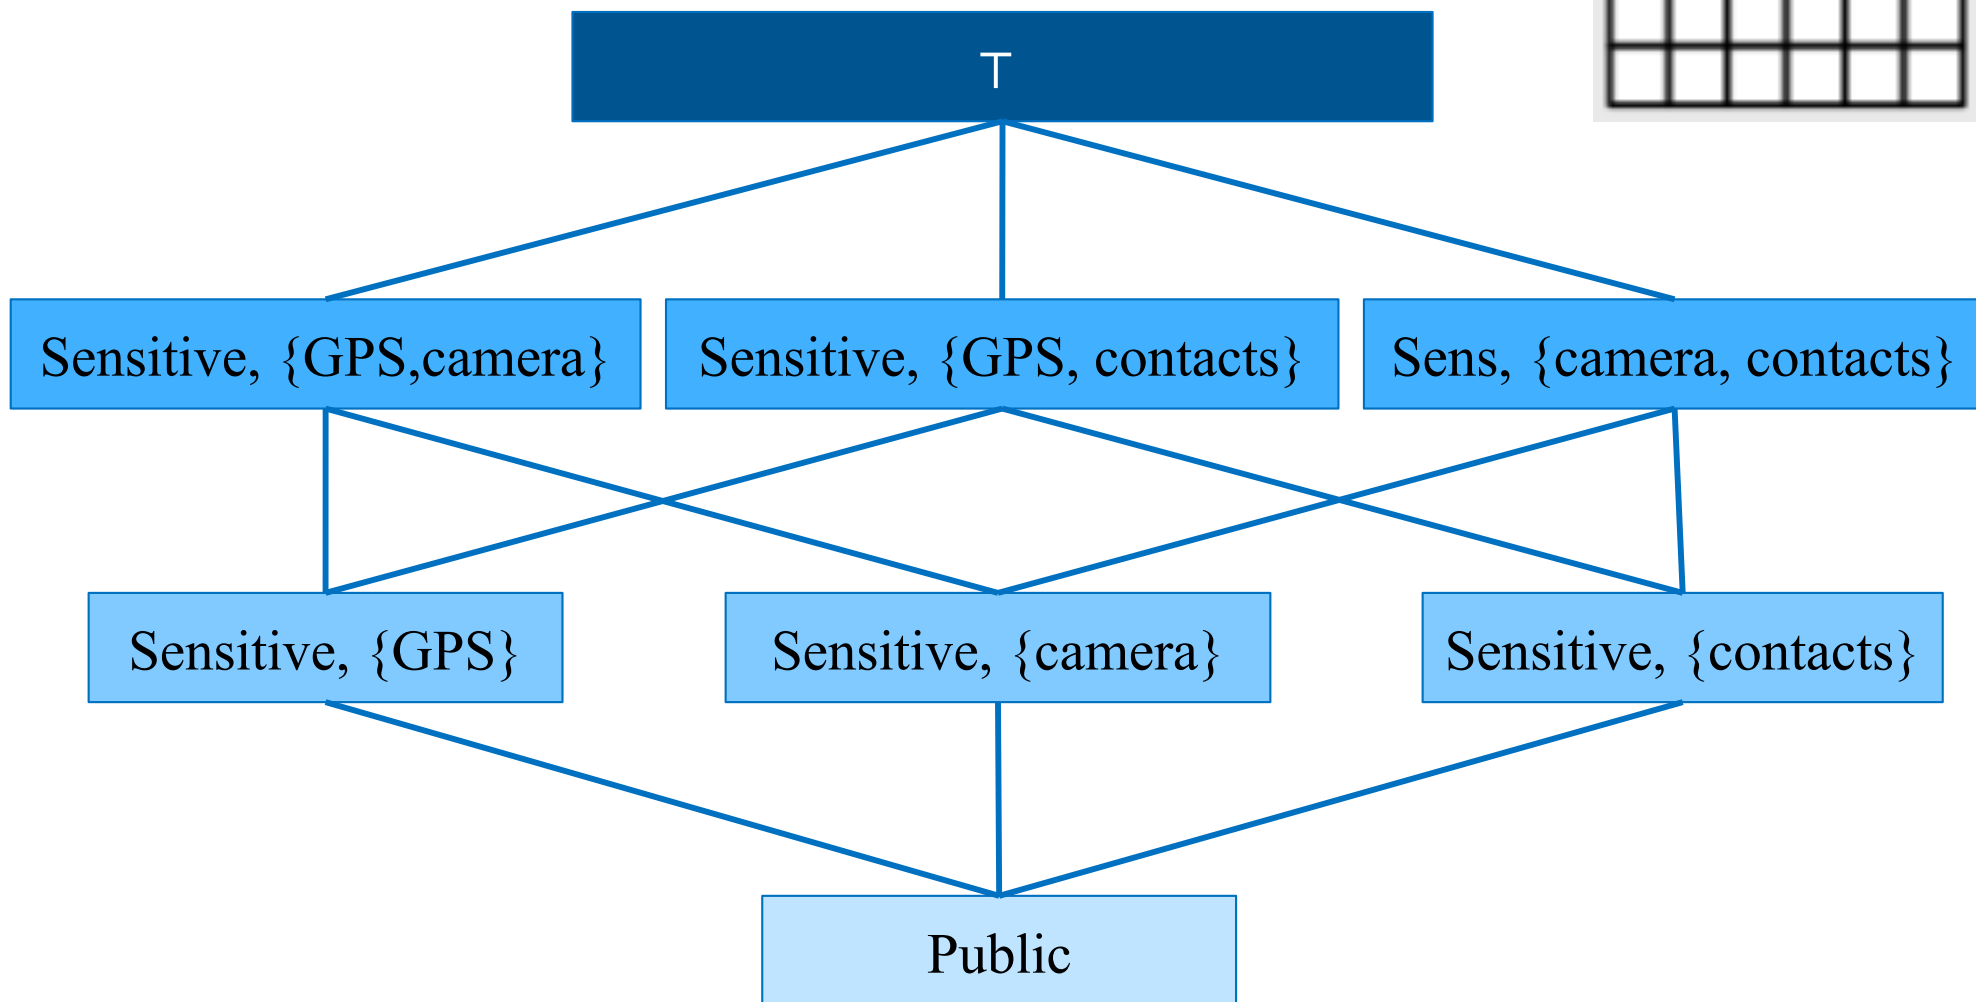 ⊤
Sensitive, {GPS,camera}
Sensitive, {GPS, contacts}
Sens, {camera, contacts}
Sensitive, {GPS}
Sensitive, {camera}
Sensitive, {contacts}
Public